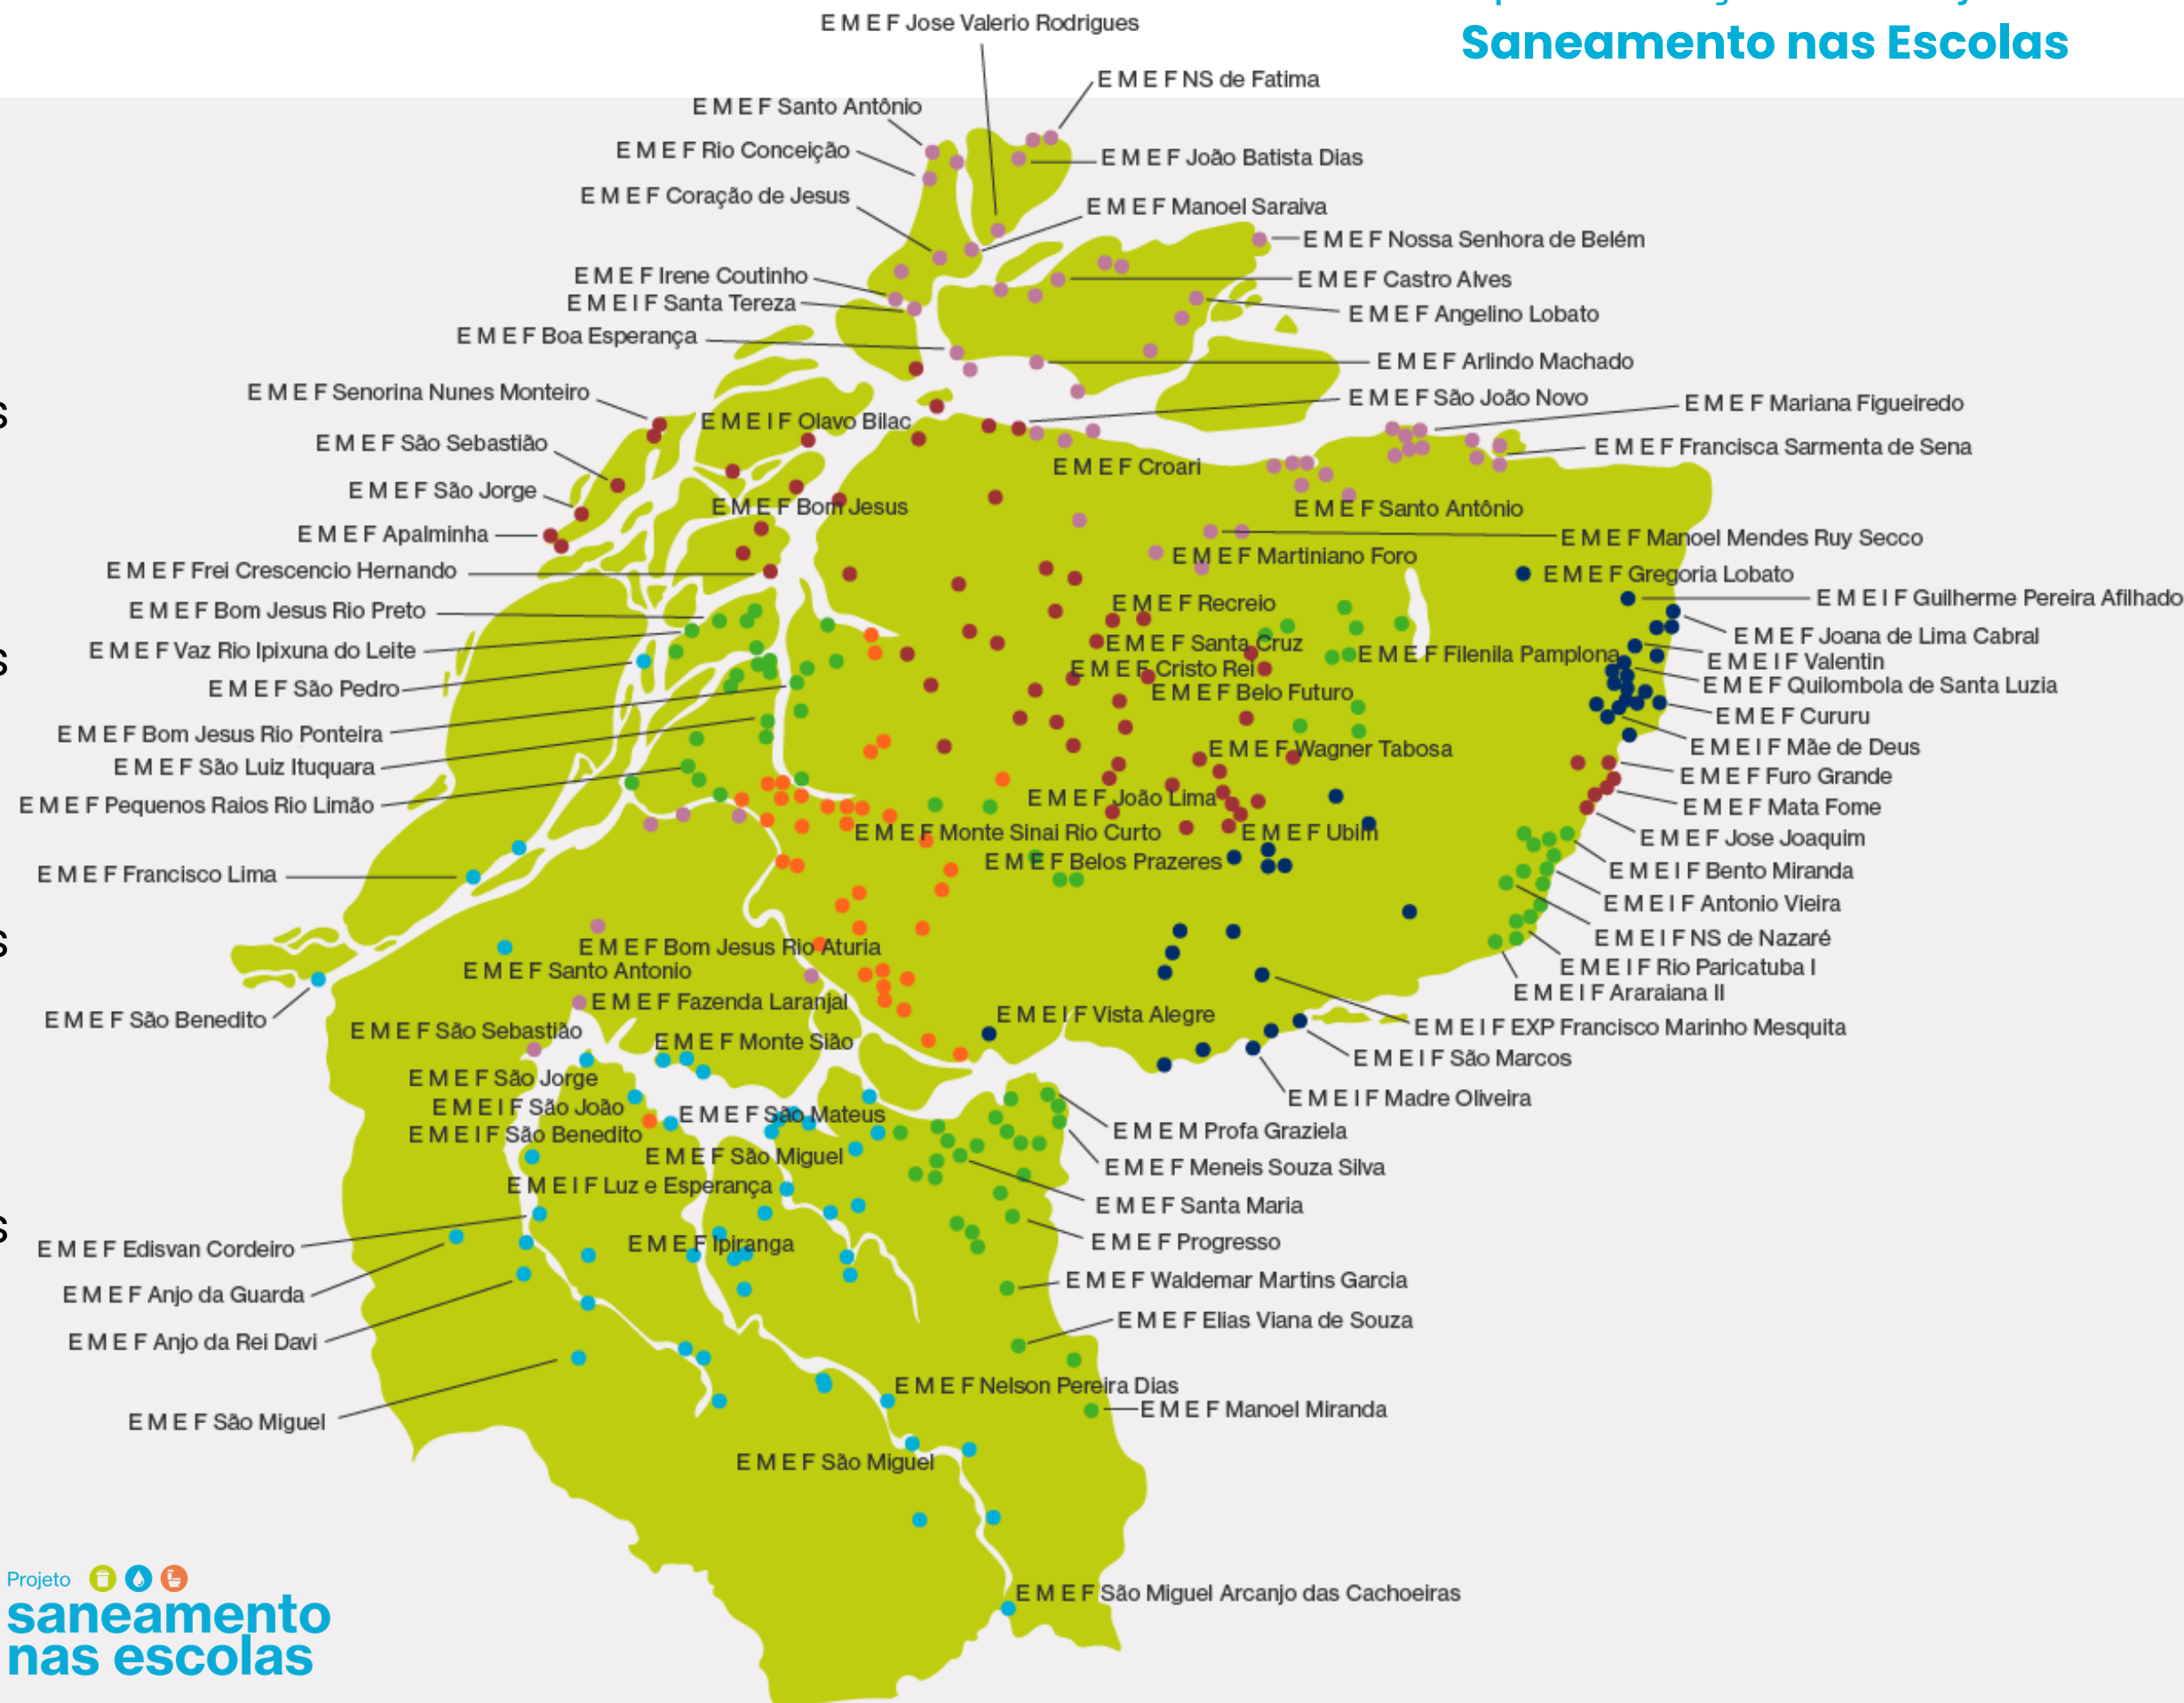 Saneamento nas Escolas
E M E F Jose Valerio Rodrigues
E M E F NS de Fatima
E M E F Santo Antônio
E M E F Rio Conceição
E M E F João Batista Dias
E M E F Coração de Jesus
E M E F Manoel Saraiva
E M E F Nossa Senhora de Belém
E M E F Irene Coutinho
E M E F Castro Alves
E M E I F Santa Tereza
E M E F Angelino Lobato
E M E F Boa Esperança
E M E F Arlindo Machado
E M E F Senorina Nunes Monteiro
E M E F São João Novo
E M E F Mariana Figueiredo
E M E I F Olavo Bilac
E M E F São Sebastião
E M E F Francisca Sarmenta de Sena
E M E F Croari
E M E F São Jorge
E M E F Bom Jesus
E M E F Santo Antônio
E M E F Apalminha
E M E F Manoel Mendes Ruy Secco
E M E F Martiniano Foro
E M E F Frei Crescencio Hernando
E M E F Gregoria Lobato
E M E I F Guilherme Pereira Afilhado
E M E F Bom Jesus Rio Preto
E M E F Recreio
E M E F Joana de Lima Cabral
E M E F Santa Cruz
E M E F Vaz Rio Ipixuna do Leite
E M E F Filenila Pamplona
E M E I F Valentin
E M E F Cristo Rei
E M E F São Pedro
E M E F Quilombola de Santa Luzia
E M E F Belo Futuro
E M E F Cururu
E M E F Bom Jesus Rio Ponteira
E M E I F Mãe de Deus
E M E F Wagner Tabosa
E M E F São Luiz Ituquara
E M E F Furo Grande
E M E F Pequenos Raios Rio Limão
E M E F João Lima
E M E F Mata Fome
E M E F Monte Sinai Rio Curto
E M E F Ubim
E M E F Jose Joaquim
E M E F Belos Prazeres
E M E F Francisco Lima
E M E I F Bento Miranda
E M E I F Antonio Vieira
E M E F Bom Jesus Rio Aturia
E M E I F NS de Nazaré
E M E F Santo Antonio
E M E I F Rio Paricatuba I
E M E F Fazenda Laranjal
E M E I F Araraiana II
E M E F São Benedito
E M E I F Vista Alegre
E M E F São Sebastião
E M E I F EXP Francisco Marinho Mesquita
E M E F Monte Sião
E M E I F São Marcos
E M E F São Jorge
E M E I F Madre Oliveira
E M E I F São João
E M E F São Mateus
E M E I F São Benedito
E M E M Profa Graziela
E M E F São Miguel
E M E F Meneis Souza Silva
E M E I F Luz e Esperança
E M E F Santa Maria
E M E F Edisvan Cordeiro
E M E F Ipiranga
E M E F Progresso
E M E F Anjo da Guarda
E M E F Waldemar Martins Garcia
E M E F Anjo da Rei Davi
E M E F Elias Viana de Souza
E M E F Nelson Pereira Dias
E M E F Manoel Miranda
E M E F São Miguel
E M E F São Miguel
E M E F São Miguel Arcanjo das Cachoeiras
Projeto
saneamento
nas escolas